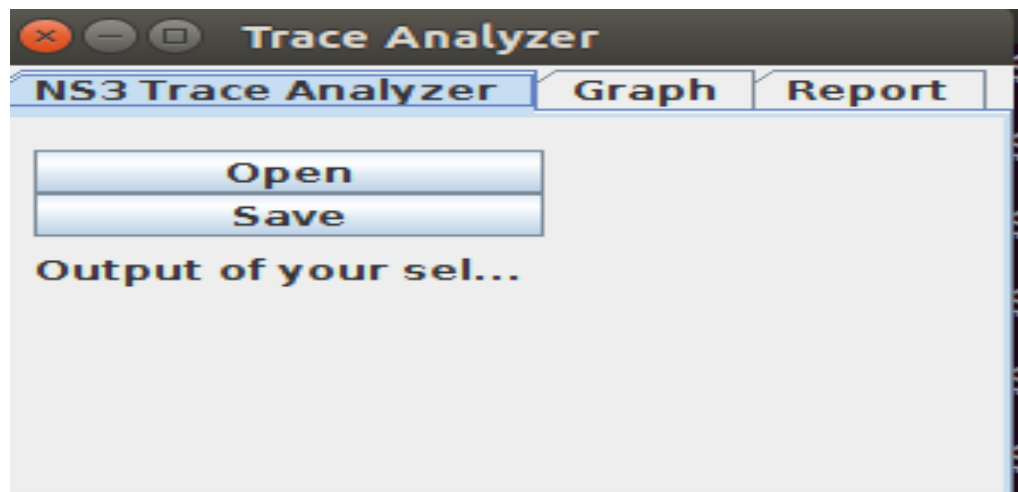 Trace Analyzer
NS3 Trace Analyzer Graph Report
Open
Save
Output of your sel...